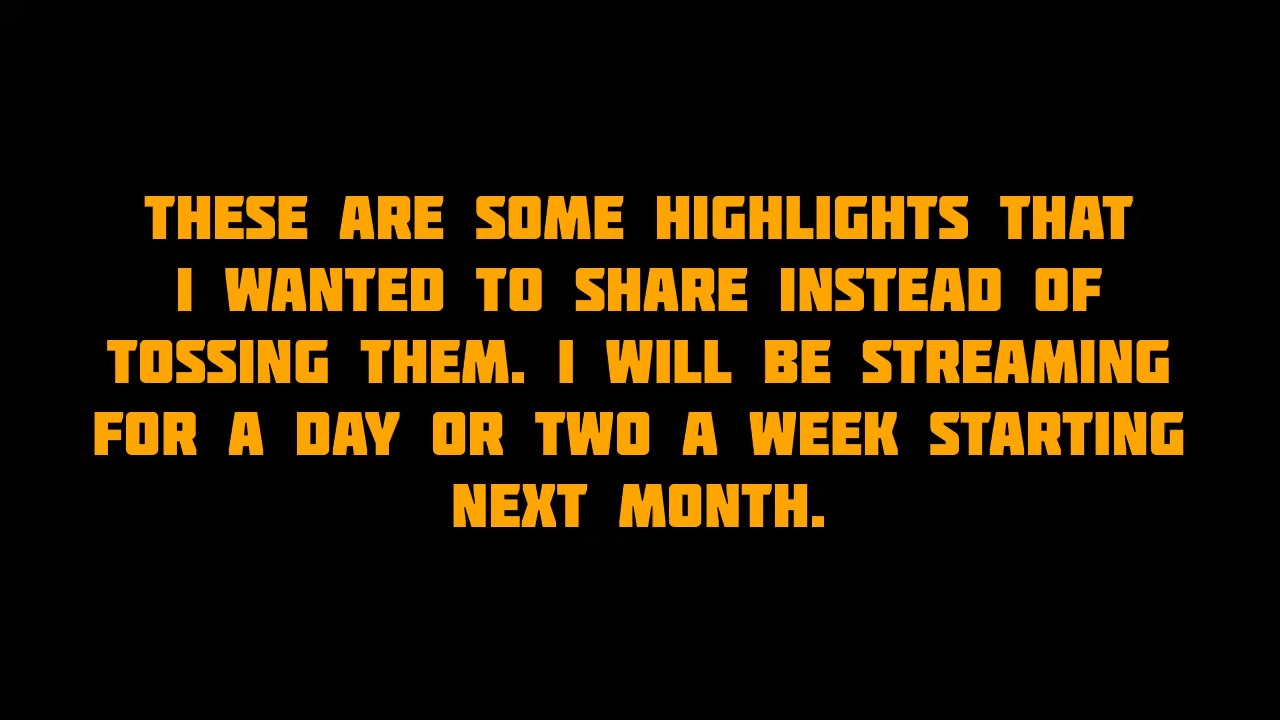 THESE ARE SOME HIGHLIGHTS THAT
I WANTED TO SHARE INSTEAD OF
TOSSING THEM. I WILL BE STREAMING
FOR A DAY OR TWO A WEEK STARTING
NEXT MONTH.